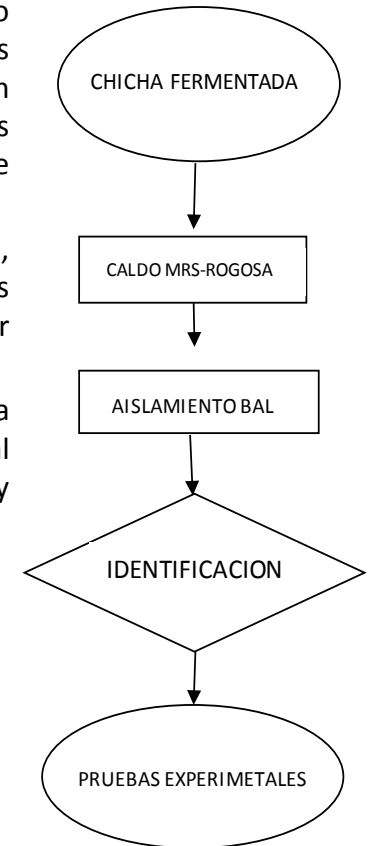 o
s
n
s
e
,
s
r
a
l
y
CHICHA FERMENTADA
CALDO MRS-ROGOSA
AISLAMIENTO BAL
IDENTIFICACION
PRUEBAS EXPERIMETALES